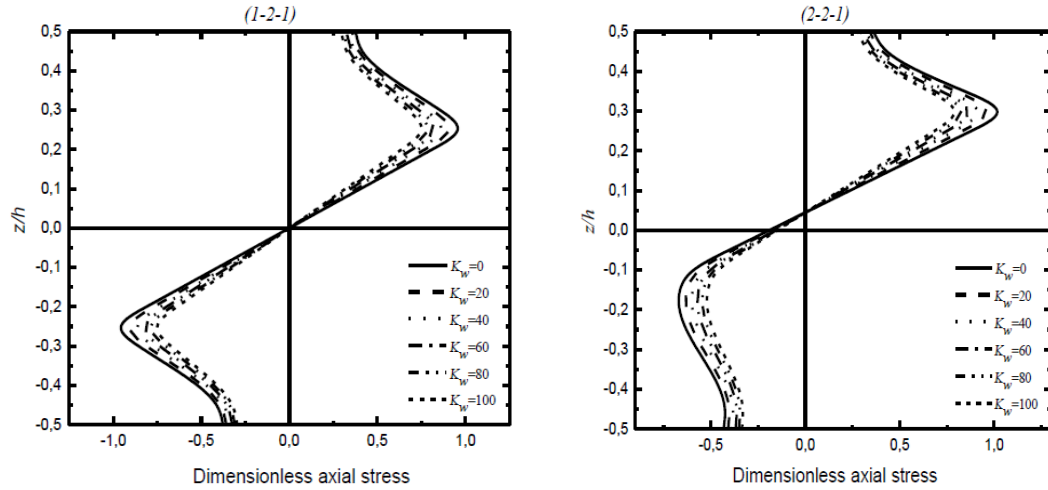 (1-2-1)
0,5
0,4
0,3
0,2
0,1
0,0
-0,1
-0,2
-0,3
-0,4
-0,5
z/h
-1,0
-0,5
0,0
0,5
1,0
Dimensionless axial stress
K_w=0
K_w=20
K_w=40
K_w=60
K_w=80
K_w=100
(2-2-1)
0,5
0,4
0,3
0,2
0,1
0,0
-0,1
-0,2
-0,3
-0,4
-0,5
z/h
-0,5
0,0
0,5
1,0
Dimensionless axial stress
K_w=0
K_w=20
K_w=40
K_w=60
K_w=80
K_w=100